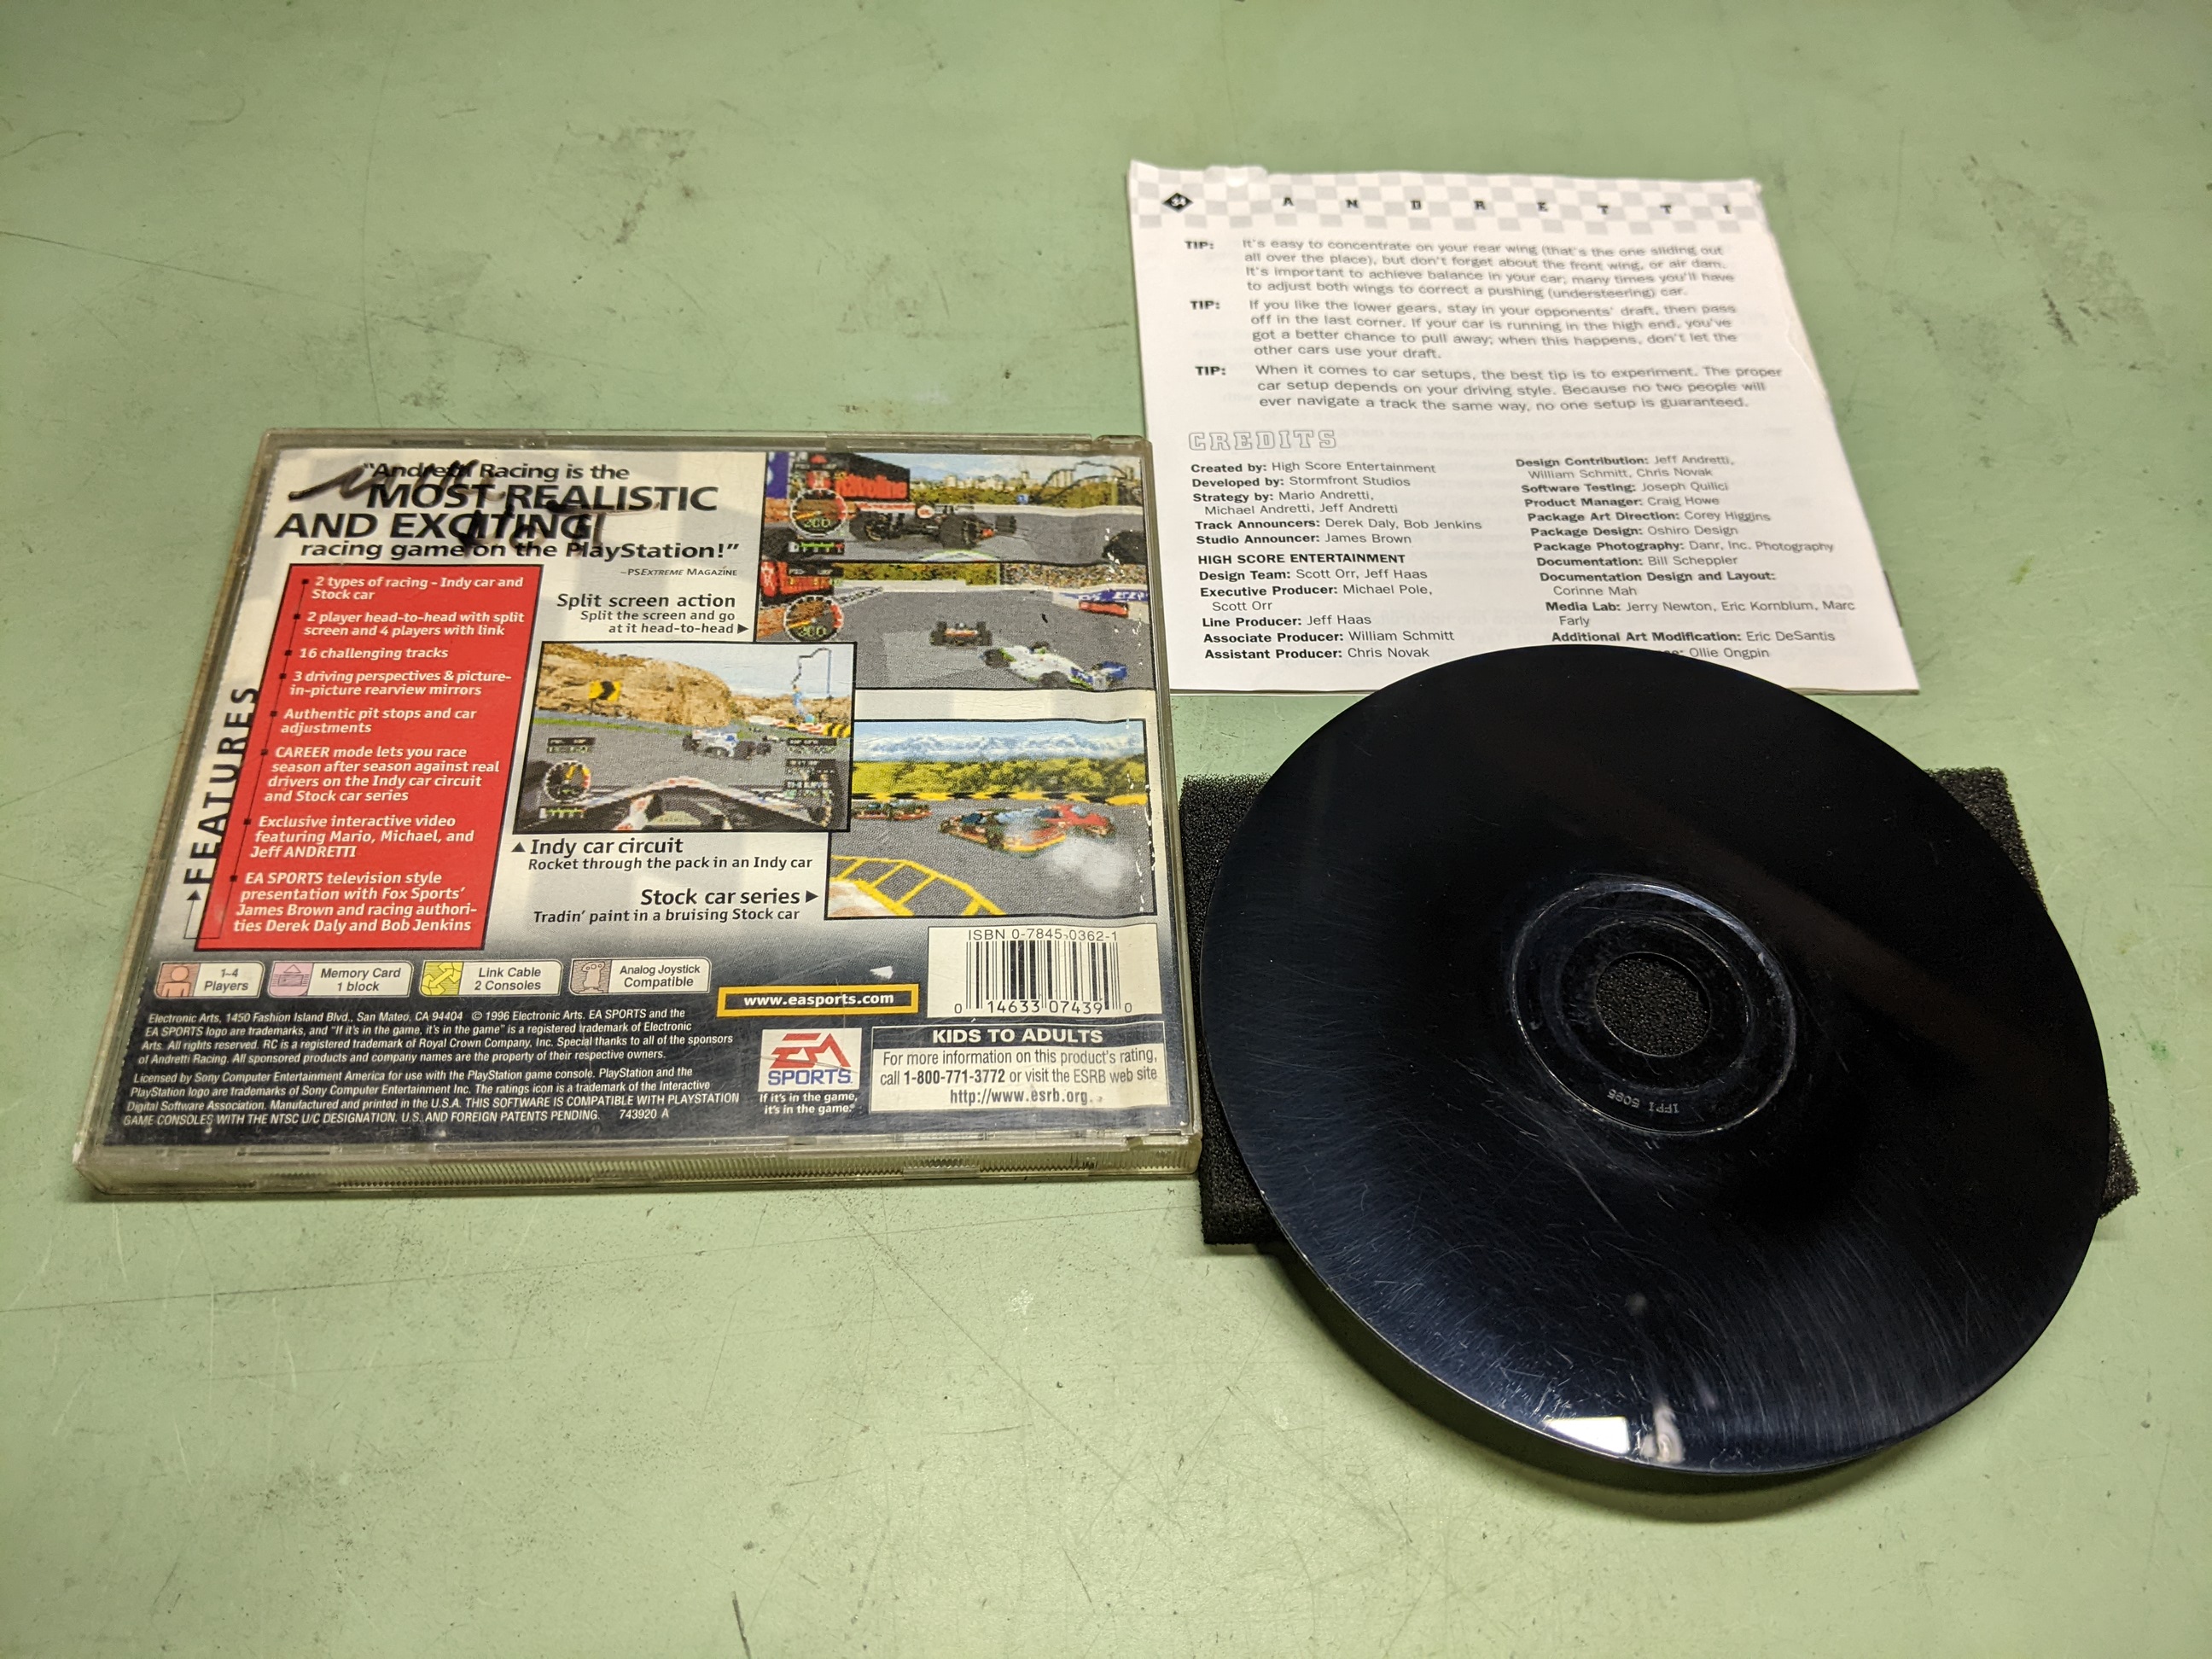 "Andretti Racing is the
MOST REALISTIC
AND EXCITING
racing game on the PlayStation!"
~PSEXTREME MAGAZINE
FEATURES
2 types of racing - Indy car and
Stock car
2 player head-to-head with split
screen and 4 players with link
16 challenging tracks
3 driving perspectives & picture-
in-picture rearview mirrors
Authentic pit stops and car
adjustments
CAREER mode lets you race
season after season against real
drivers on the Indy car circuit
and Stock car series
Exclusive interactive video
featuring Mario, Michael, and
Jeff ANDRETTI
EA SPORTS television style
presentation with Fox Sports'
James Brown and racing authori-
ties Derek Daly and Bob Jenkins
Split screen action
Split the screen and go
at it head-to-head
Indy car circuit
Rocket through the pack in an Indy car
Stock car series
Tradin' paint in a bruising Stock car
ISBN 0-7845-0362-1
0 14633 07439 0
1-4
Players
Memory Card
1 block
Link Cable
2 Consoles
Analog Joystick
Compatible
www.easports.com
Electronic Arts, 1450 Fashion Island Blvd., San Mateo, CA 94404 © 1996 Electronic Arts. EA SPORTS and the
EA SPORTS logo are trademarks, and "If it's in the game, it's in the game" is a registered trademark of Electronic
Arts. All rights reserved. RC is a registered trademark of Royal Crown Company, Inc. Special thanks to all of the sponsors
of Andretti Racing. All sponsored products and company names are the property of their respective owners.
Licensed by Sony Computer Entertainment America for use with the PlayStation game console. PlayStation and the
PlayStation logo are trademarks of Sony Computer Entertainment Inc. The ratings icon is a trademark of the Interactive
Digital Software Association. Manufactured and printed in the U.S.A. THIS SOFTWARE IS COMPATIBLE WITH PLAYSTATION
GAME CONSOLES WITH THE NTSC U/C DESIGNATION. U.S. AND FOREIGN PATENTS PENDING. 743920 A
EA
SPORTS
If it's in the game,
it's in the game.®
KIDS TO ADULTS
For more information on this product's rating,
call 1-800-771-3772 or visit the ESRB web site
http://www.esrb.org.
34
ANDRETTI
TIP: It's easy to concentrate on your rear wing (that's the one sliding out
all over the place), but don't forget about the front wing, or air dam.
It's important to achieve balance in your car; many times you'll have
to adjust both wings to correct a pushing (understeering) car.
TIP: If you like the lower gears, stay in your opponents' draft, then pass
off in the last corner. If your car is running in the high end, you've
got a better chance to pull away; when this happens, don't let the
other cars use your draft.
TIP: When it comes to car setups, the best tip is to experiment. The proper
car setup depends on your driving style. Because no two people will
ever navigate a track the same way, no one setup is guaranteed.
CREDITS
Created by: High Score Entertainment
Developed by: Stormfront Studios
Strategy by: Mario Andretti,
Michael Andretti, Jeff Andretti
Track Announcers: Derek Daly, Bob Jenkins
Studio Announcer: James Brown
HIGH SCORE ENTERTAINMENT
Design Team: Scott Orr, Jeff Haas
Executive Producer: Michael Pole,
Scott Orr
Line Producer: Jeff Haas
Associate Producer: William Schmitt
Assistant Producer: Chris Novak
Design Contribution: Jeff Andretti,
William Schmitt, Chris Novak
Software Testing: Joseph Quilici
Product Manager: Craig Howe
Package Art Direction: Corey Higgins
Package Design: Oshiro Design
Package Photography: Danr, Inc. Photography
Documentation: Bill Scheppler
Documentation Design and Layout:
Corinne Mah
Media Lab: Jerry Newton, Eric Kornblum, Marc
Farly
Additional Art Modification: Eric DeSantis
Ollie Ongpin
IFPI 5095